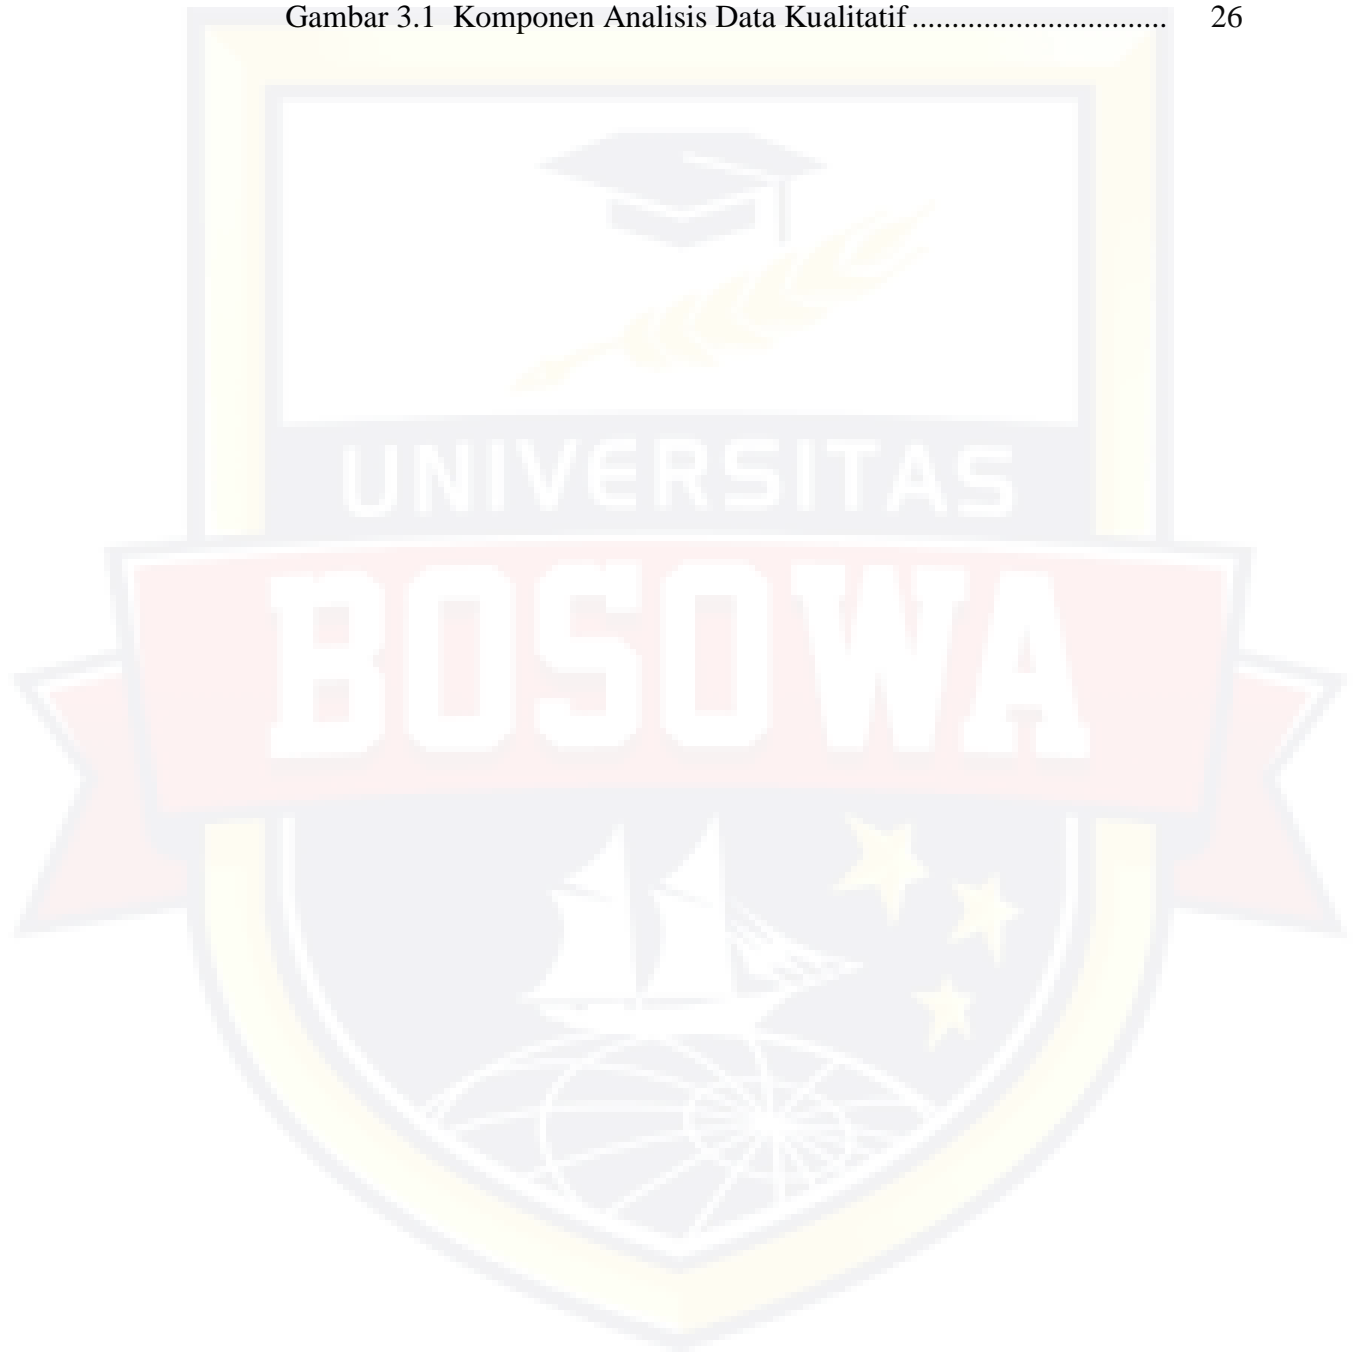 Gambar 3.1 Komponen Analisis Data Kualitatif................................ 26
UNIVERSITAS
BOSOWA